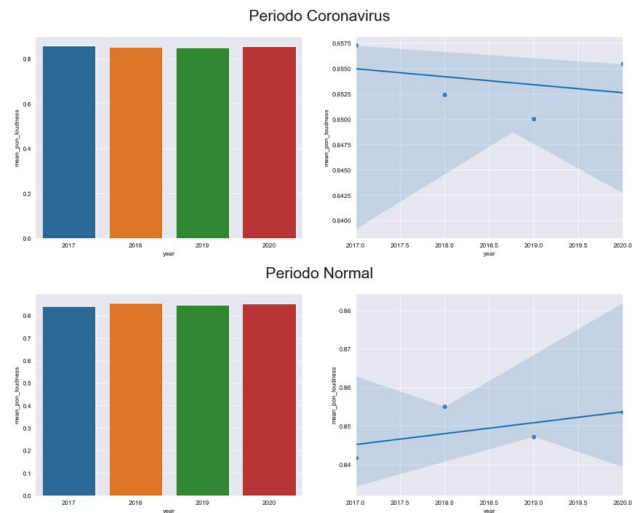 Periodo Coronavirus
0.8
0.6
0.4
0.2
0.0
mean_pon_loudness
2017 2018 2019 2020
year
0.8575
0.8550
0.8525
0.8500
0.8475
0.8450
0.8425
0.8400
mean_pon_loudness
2017.0 2017.5 2018.0 2018.5 2019.0 2019.5 2020.0
year
Periodo Normal
0.8
0.7
0.6
0.5
0.4
0.3
0.2
0.1
0.0
mean_pon_loudness
2017 2018 2019 2020
year
0.88
0.87
0.86
0.85
0.84
mean_pon_loudness
2017.0 2017.5 2018.0 2018.5 2019.0 2019.5 2020.0
year